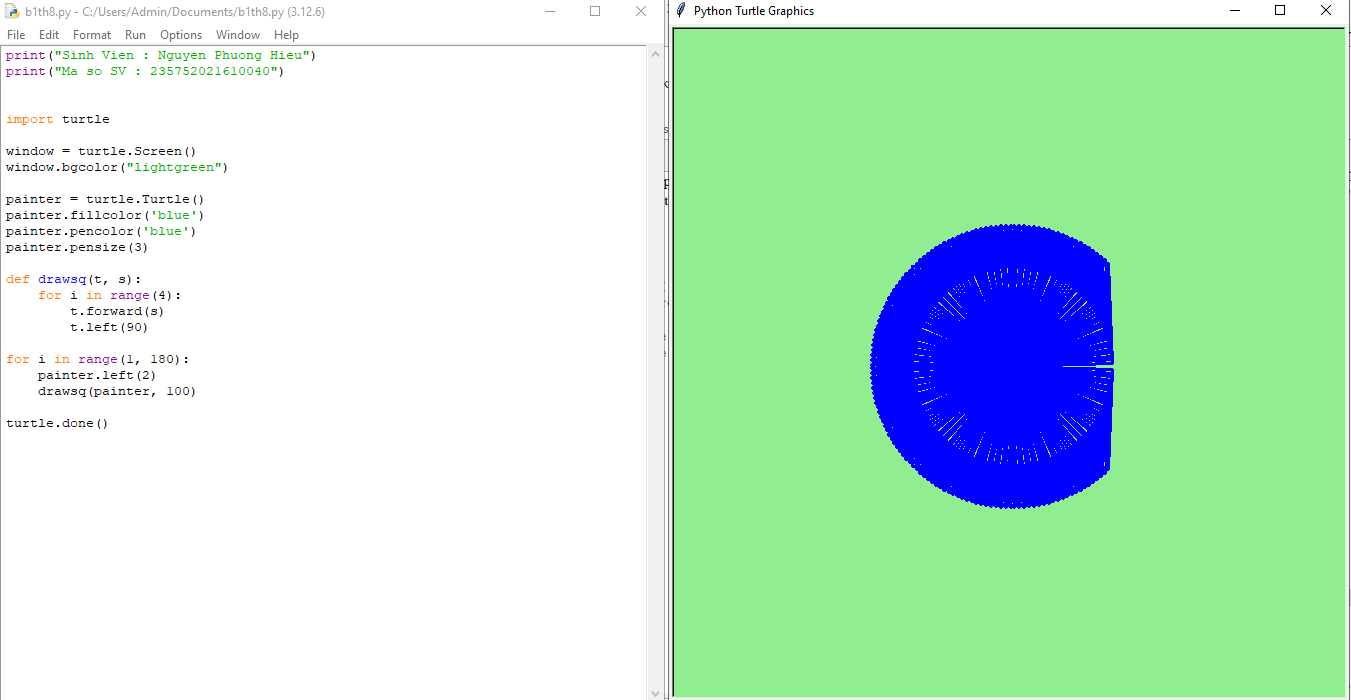 b1th8.py - C:/Users/Admin/Documents/b1th8.py (3.12.6)
File Edit Format Run Options Window Help
print("Sinh Vien : Nguyen Phuong Hieu")
print("Ma so SV : 235752021610040")
import turtle
window = turtle.Screen()
window.bgcolor("lightgreen")
painter = turtle.Turtle()
painter.fillcolor('blue')
painter.pencolor('blue')
painter.pensize(3)
def drawsq(t, s):
    for i in range(4):
        t.forward(s)
        t.left(90)
for i in range(1, 180):
    painter.left(2)
    drawsq(painter, 100)
turtle.done()
Python Turtle Graphics